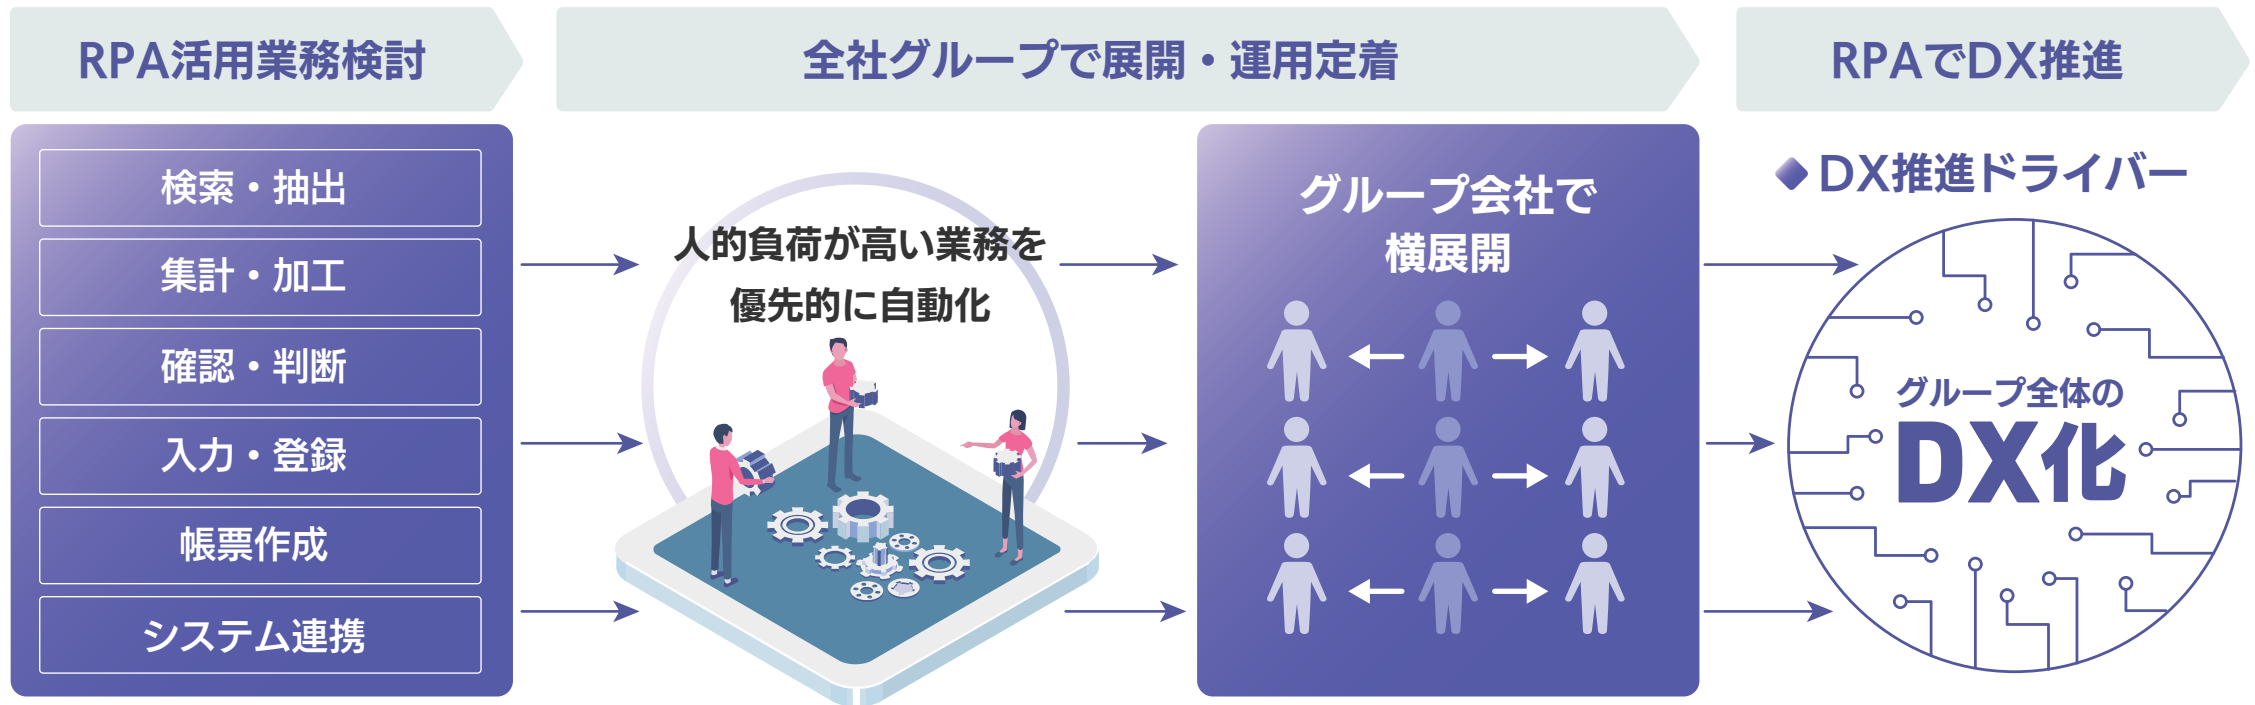 RPA活用業務検討
全社グループで展開・運用定着
RPAでDX推進
検索・抽出
集計・加工
確認・判断
入力・登録
帳票作成
システム連携
人的負荷が高い業務を
優先的に自動化
グループ会社で
横展開
DX推進ドライバー
グループ全体の
DX化